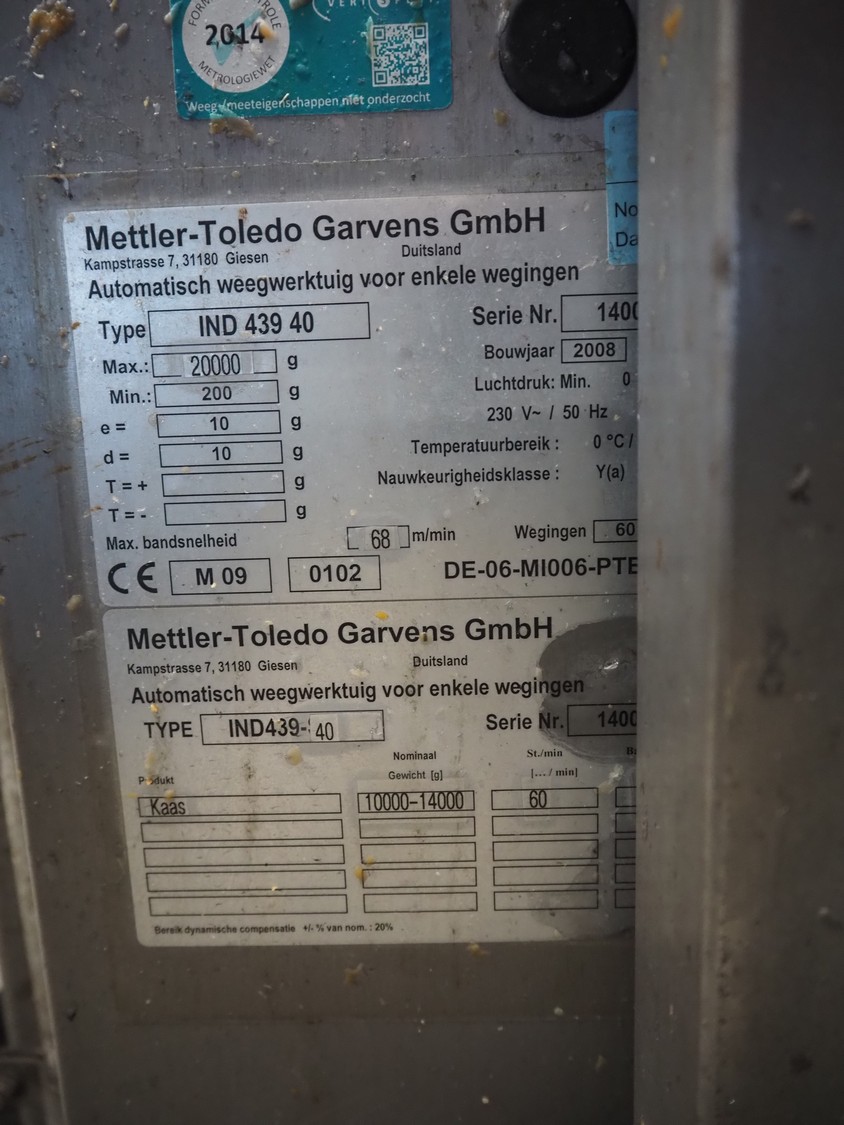 2014
METROLOGIEWET
Weeg-/meeteigenschappen niet onderzocht
No
Da
Mettler-Toledo Garvens GmbH
Kampstrasse 7, 31180 Giesen Duitsland
Automatisch weegwerktuig voor enkele wegingen
Type IND 439 40 Serie Nr. 1400
Max.: 20000 g Bouwjaar 2008
Min.: 200 g Luchtdruk: Min. 0
e = 10 g 230 V~ / 50 Hz
d = 10 g Temperatuurbereik : 0 °C /
T = + g Nauwkeurigheidsklasse : Y(a)
T = - g
Max. bandsnelheid 68 m/min Wegingen 60
CE M 09 0102 DE-06-MI006-PTB
Mettler-Toledo Garvens GmbH
Kampstrasse 7, 31180 Giesen Duitsland
Automatisch weegwerktuig voor enkele wegingen
TYPE IND439- 40 Serie Nr. 1400
Nominaal St./min
Produkt Gewicht [g] [... / min]
Kaas 10000-14000 60
Bereik dynamische compensatie +/- % van nom. : 20%